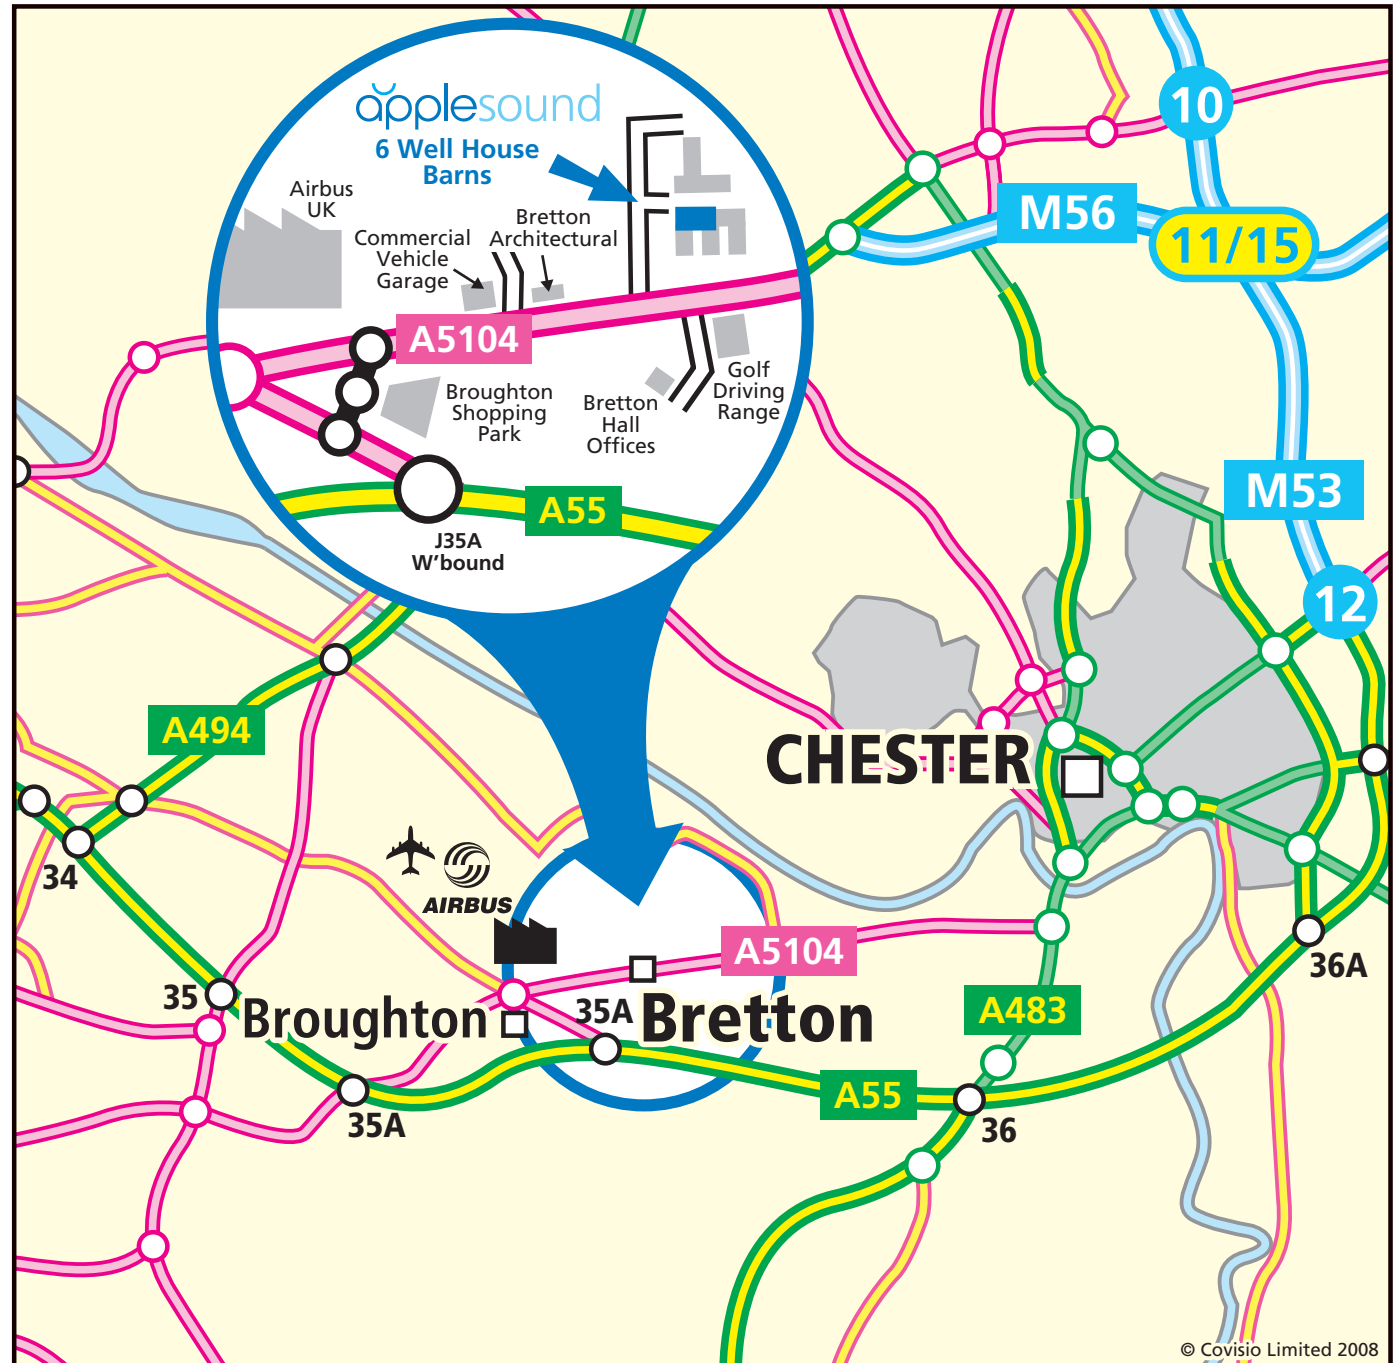 applesound
6 Well House
Barns
Airbus
UK
Commercial
Vehicle
Garage
Bretton
Architectural
A5104
Broughton
Shopping
Park
Bretton
Hall
Offices
Golf
Driving
Range
A55
J35A
W'bound
10
M56
11/15
M53
12
A494
CHESTER
34
AIRBUS
A5104
36A
35
Broughton
35A
Bretton
A483
A55
35A
36
© Covisio Limited 2008